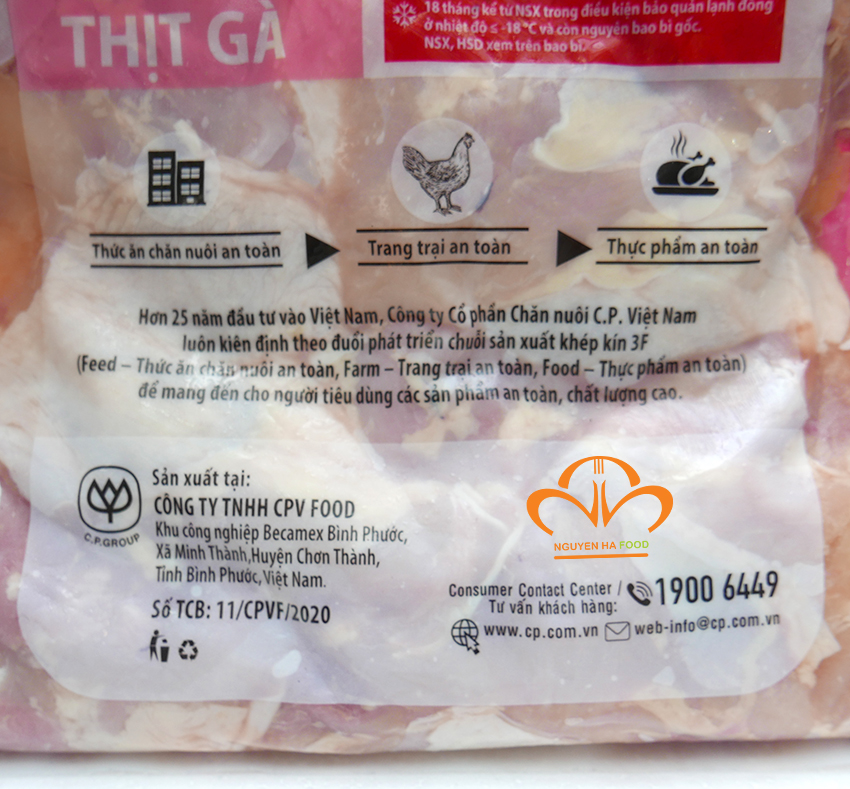 THỊT GÀ
18 tháng kể từ NSX trong điều kiện bảo quản lạnh đông
ở nhiệt độ ≤ -18 °C và còn nguyên bao bì gốc.
NSX, HSD xem trên bao bì.
Thức ăn chăn nuôi an toàn
Trang trại an toàn
Thực phẩm an toàn
Hơn 25 năm đầu tư vào Việt Nam, Công ty Cổ phần Chăn nuôi C.P. Việt Nam
luôn kiên định theo đuổi phát triển chuỗi sản xuất khép kín 3F
(Feed – Thức ăn chăn nuôi an toàn, Farm – Trang trại an toàn, Food – Thực phẩm an toàn)
để mang đến cho người tiêu dùng các sản phẩm an toàn, chất lượng cao.
C.P. GROUP
Sản xuất tại:
CÔNG TY TNHH CPV FOOD
Khu công nghiệp Becamex Bình Phước,
Xã Minh Thành, Huyện Chơn Thành,
Tỉnh Bình Phước, Việt Nam.
Số TCB: 11/CPVF/2020
NGUYEN HA FOOD
Consumer Contact Center /
Tư vấn khách hàng:
1900 6449
www.cp.com.vn web-info@cp.com.vn